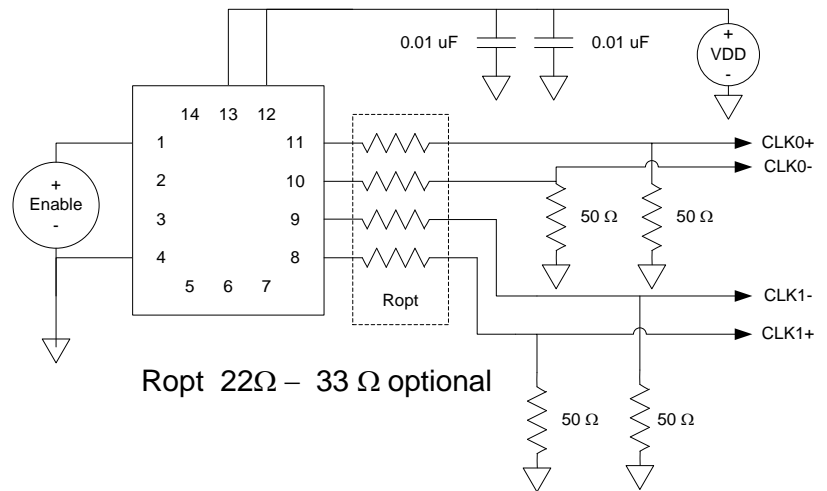 0.01 uF
0.01 uF
+
VDD
-
14 13 12
1
2
3
4
11
10
9
8
5 6 7
+
Enable
-
Ropt
CLK0+
CLK0-
50 Ω
50 Ω
CLK1-
CLK1+
50 Ω
50 Ω
Ropt 22Ω – 33 Ω optional